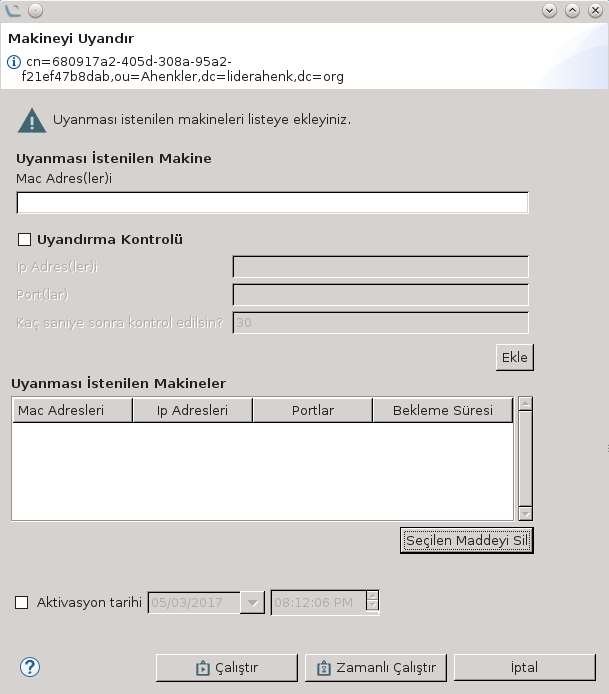 Makineyi Uyandır
cn=680917a2-405d-308a-95a2-
f21ef47b8dab,ou=Ahenkler,dc=liderahenk,dc=org
Uyanması istenilen makineleri listeye ekleyiniz.
Uyanması İstenilen Makine
Mac Adres(ler)i
Uyandırma Kontrolü
Ip Adres(ler)i
Port(lar)
Kaç saniye sonra kontrol edilsin? 30
Ekle
Uyanması İstenilen Makineler
Mac Adresleri Ip Adresleri Portlar Bekleme Süresi
Seçilen Maddeyi Sil
Aktivasyon tarihi 05/03/2017 08:12:06 PM
Çalıştır Zamanlı Çalıştır İptal